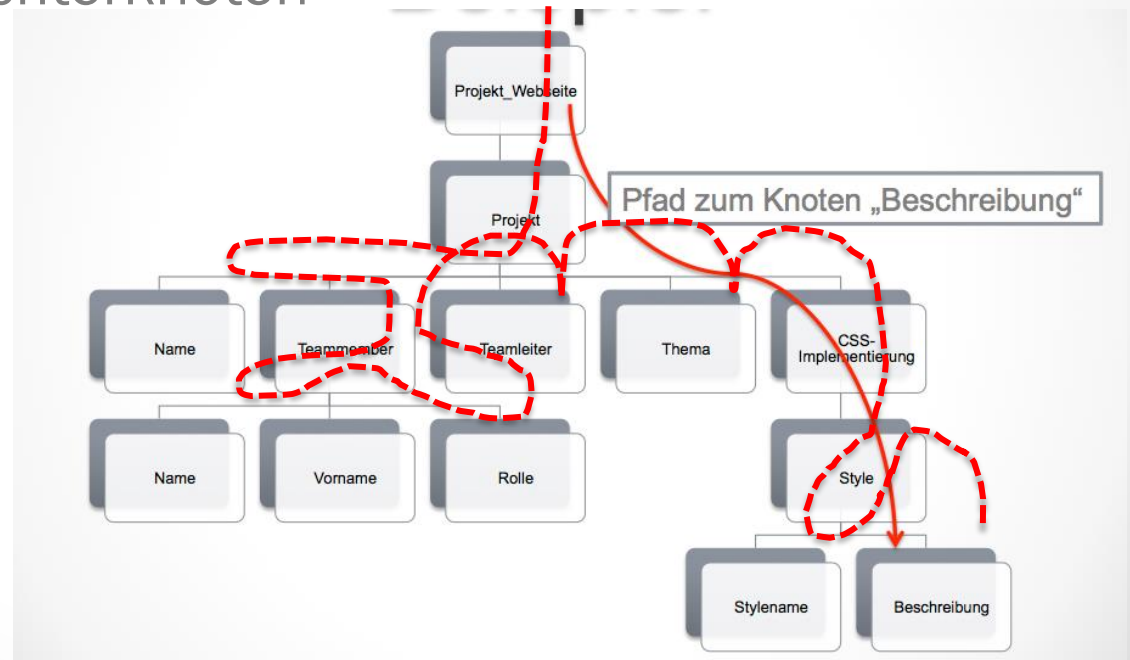 Projekt_Webseite
Projekt
Pfad zum Knoten „Beschreibung“
Name
Teammember
Teamleiter
Thema
CSS-
Implementierung
Name
Vorname
Rolle
Style
Stylename
Beschreibung